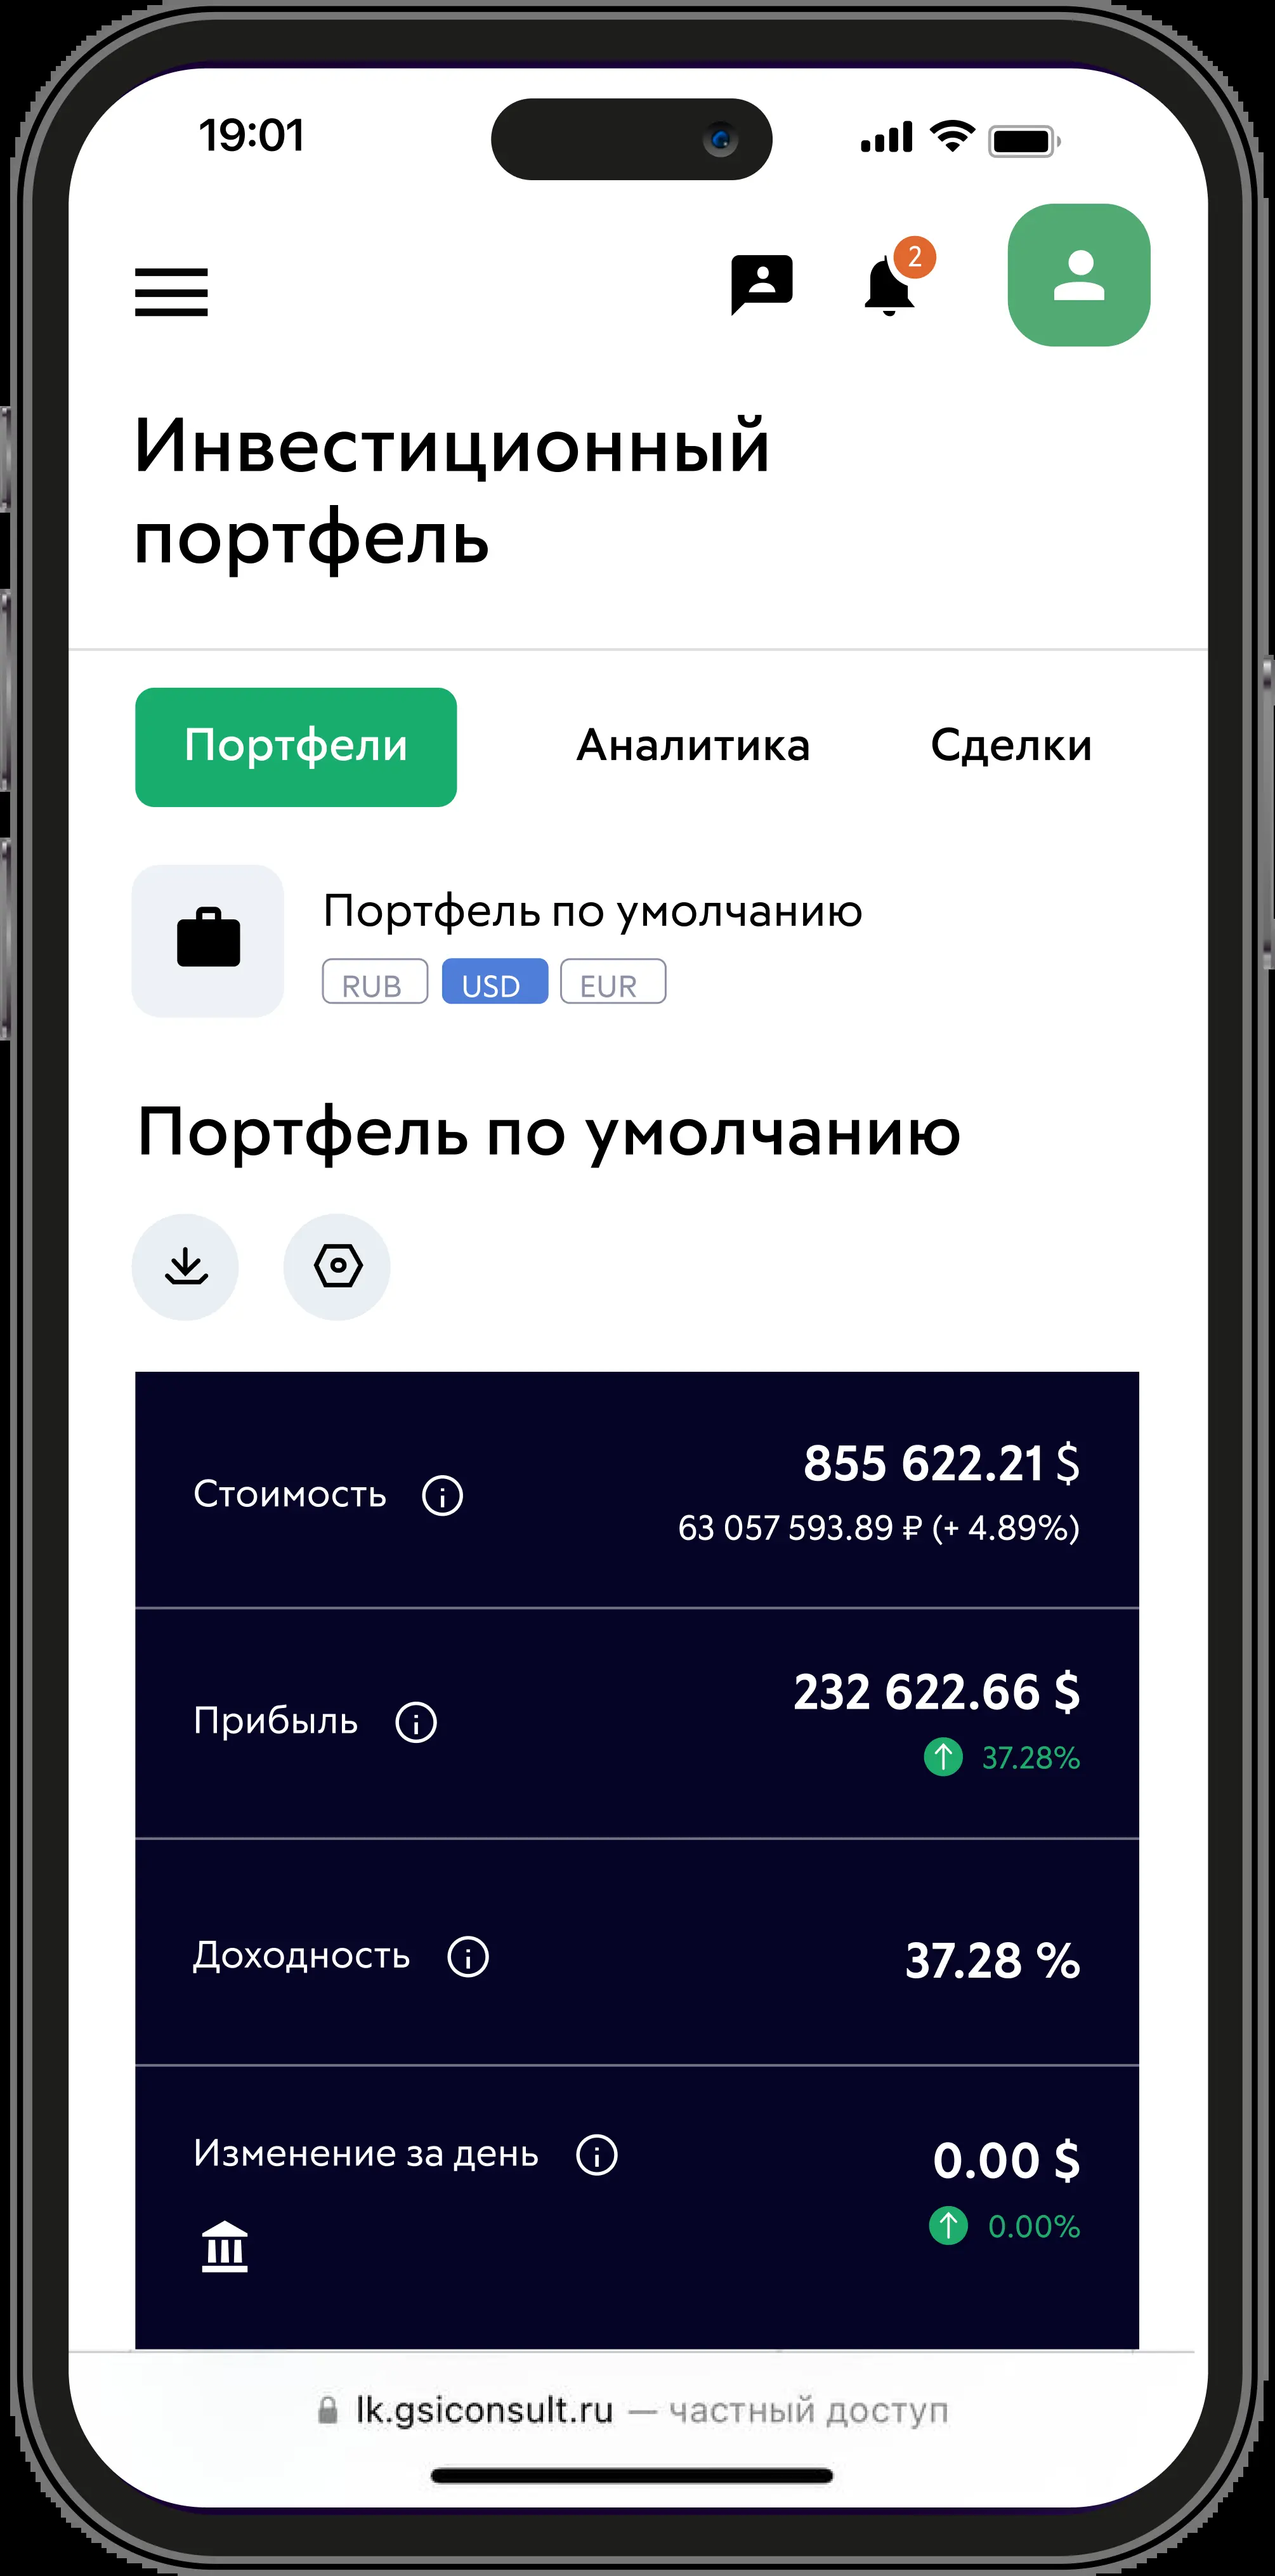 19:01
2
Инвестиционный
портфель
Портфели Аналитика Сделки
Портфель по умолчанию
RUB USD EUR
Портфель по умолчанию
Стоимость 855 622.21 $
63 057 593.89 ₽ (+ 4.89%)
Прибыль 232 622.66 $
37.28%
Доходность 37.28 %
Изменение за день 0.00 $
0.00%
lk.gsiconsult.ru — частный доступ